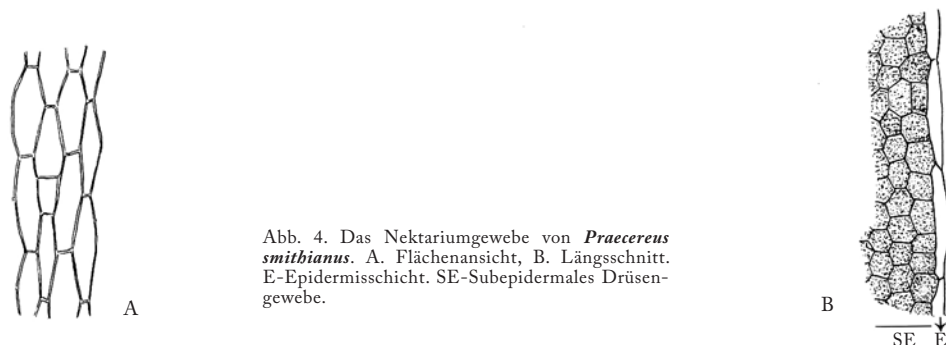 Abb. 4. Das Nektariumgewebe von Praecereus
smithianus. A. Flächenansicht, B. Längsschnitt.
E-Epidermisschicht. SE-Subepidermales Drüsen-
gewebe.
A
B
SE E